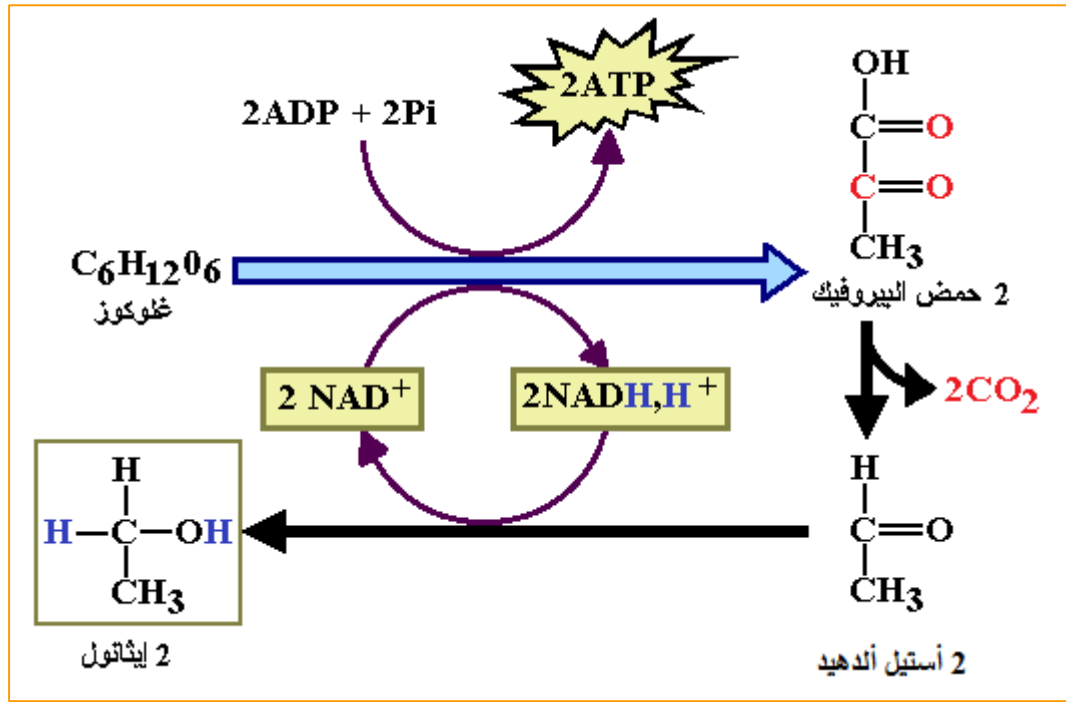 2ADP + 2Pi
2ATP
OH
C=O
C=O
CH₃
C₆H₁₂0₆
غلوكوز
2 حمض البيروفيك
2 NAD⁺
2NADH,H⁺
2CO₂
H
H–C–OH
CH₃
2 إيثانول
H
C=O
CH₃
2 أستيل ألدهيد